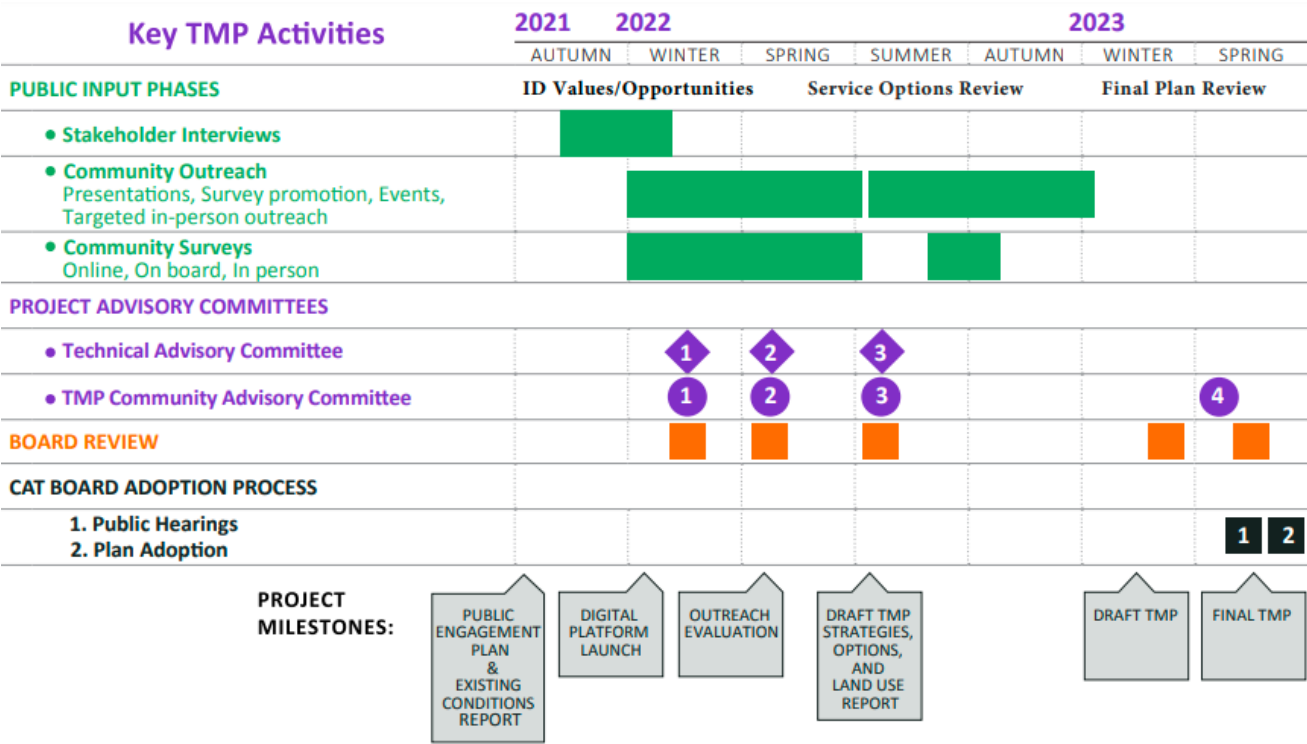 Key TMP Activities
2021 2022 2023
AUTUMN WINTER SPRING SUMMER AUTUMN WINTER SPRING
PUBLIC INPUT PHASES
ID Values/Opportunities Service Options Review Final Plan Review
• Stakeholder Interviews
• Community Outreach
Presentations, Survey promotion, Events,
Targeted in-person outreach
• Community Surveys
Online, On board, In person
PROJECT ADVISORY COMMITTEES
• Technical Advisory Committee
1 2 3
• TMP Community Advisory Committee
1 2 3 4
BOARD REVIEW
CAT BOARD ADOPTION PROCESS
1. Public Hearings
2. Plan Adoption
1 2
PROJECT
MILESTONES:
PUBLIC
ENGAGEMENT
PLAN
&
EXISTING
CONDITIONS
REPORT
DIGITAL
PLATFORM
LAUNCH
OUTREACH
EVALUATION
DRAFT TMP
STRATEGIES,
OPTIONS,
AND
LAND USE
REPORT
DRAFT TMP
FINAL TMP